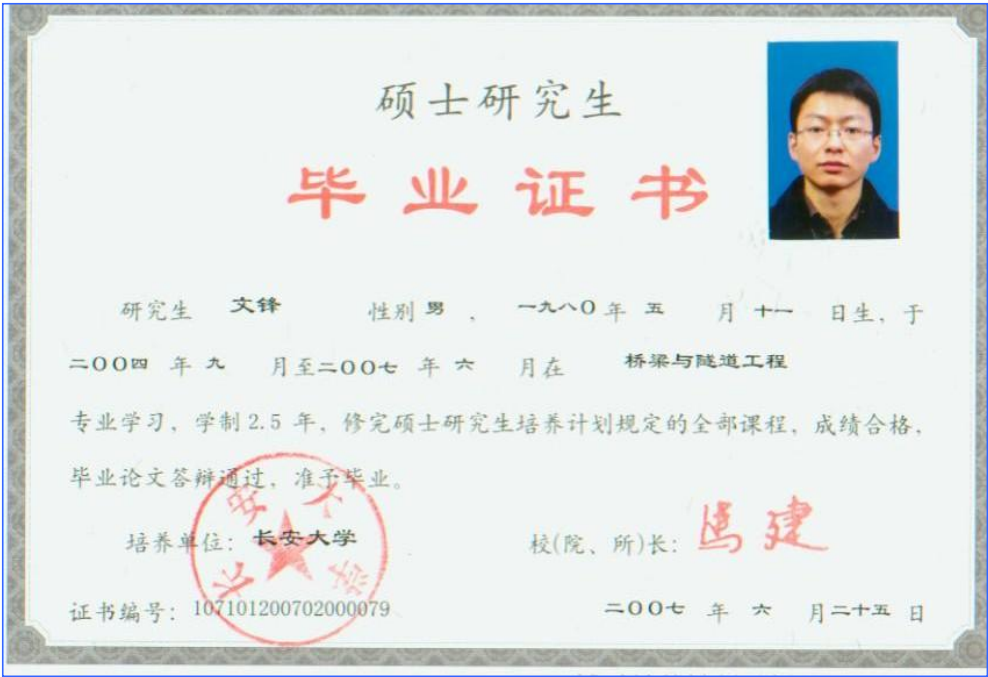 硕士研究生
毕业证书
研究生 文锋 性别 男 ， 一九八〇 年 五 月 十一 日生，于
二〇〇四 年 九 月至 二〇〇七 年 六 月在 桥梁与隧道工程
专业学习，学制 2.5 年，修完硕士研究生培养计划规定的全部课程，成绩合格，
毕业论文答辩通过，准予毕业。
长安大学
培养单位：长安大学 校(院、所)长：马建
证书编号：107101200702000079 二〇〇七 年 六 月 二十五 日